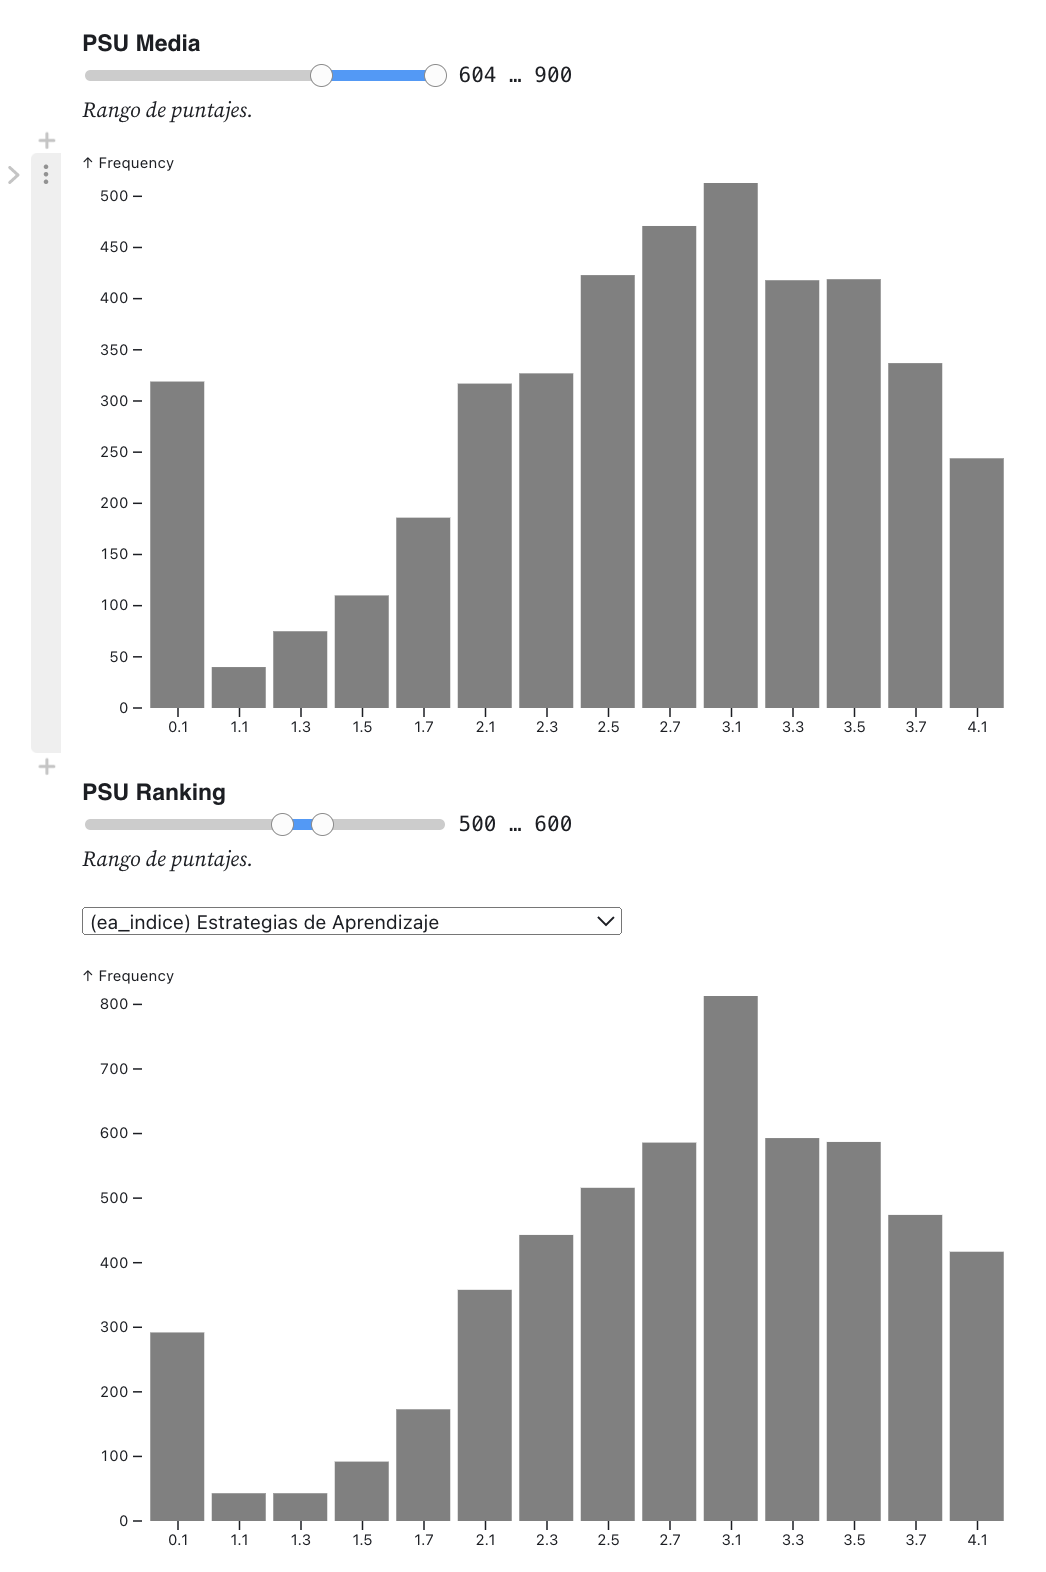 PSU Media
604 … 900
Rango de puntajes.
↑ Frequency
500
450
400
350
300
250
200
150
100
50
0
0.1 1.1 1.3 1.5 1.7 2.1 2.3 2.5 2.7 3.1 3.3 3.5 3.7 4.1
PSU Ranking
500 … 600
Rango de puntajes.
(ea_indice) Estrategias de Aprendizaje
↑ Frequency
800
700
600
500
400
300
200
100
0
0.1 1.1 1.3 1.5 1.7 2.1 2.3 2.5 2.7 3.1 3.3 3.5 3.7 4.1